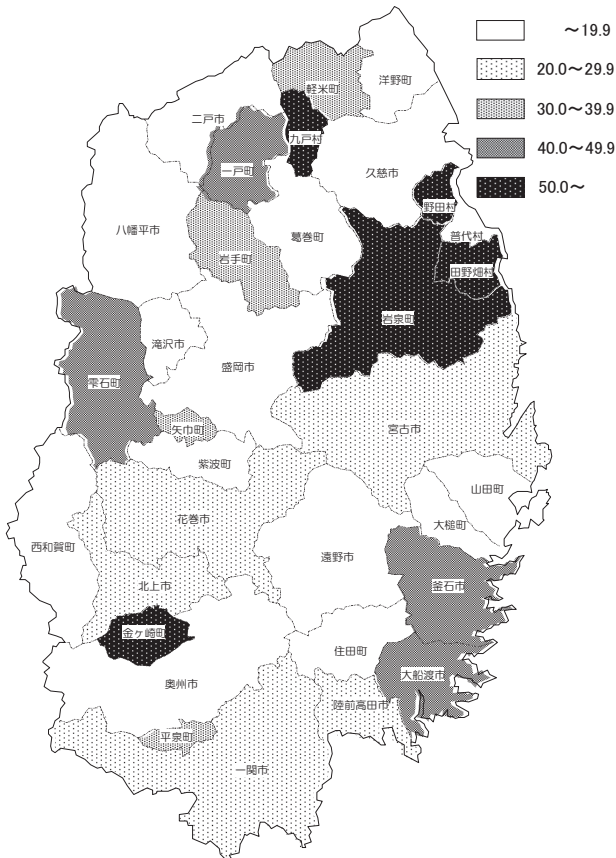 ～19.9
20.0～29.9
30.0～39.9
40.0～49.9
50.0～
洋野町
軽米町
二戸市
九戸村
一戸町
久慈市
野田村
八幡平市
葛巻町
普代村
岩手町
田野畑村
岩泉町
滝沢市
盛岡市
雫石町
矢巾町
宮古市
紫波町
山田町
花巻市
大槌町
西和賀町
遠野市
北上市
釜石市
金ヶ崎町
住田町
大船渡市
奥州市
陸前高田市
平泉町
一関市